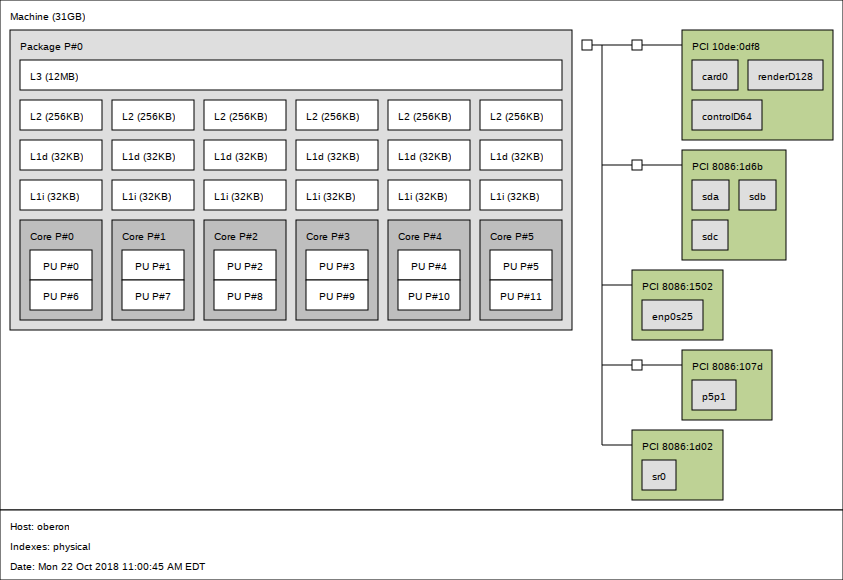 Machine (31GB)
Package P#0
L3 (12MB)
L2 (256KB) L2 (256KB) L2 (256KB) L2 (256KB) L2 (256KB) L2 (256KB)
L1d (32KB) L1d (32KB) L1d (32KB) L1d (32KB) L1d (32KB) L1d (32KB)
L1i (32KB) L1i (32KB) L1i (32KB) L1i (32KB) L1i (32KB) L1i (32KB)
Core P#0 Core P#1 Core P#2 Core P#3 Core P#4 Core P#5
PU P#0 PU P#1 PU P#2 PU P#3 PU P#4 PU P#5
PU P#6 PU P#7 PU P#8 PU P#9 PU P#10 PU P#11
PCI 10de:0df8
card0 renderD128
controlD64
PCI 8086:1d6b
sda sdb
sdc
PCI 8086:1502
enp0s25
PCI 8086:107d
p5p1
PCI 8086:1d02
sr0
Host: oberon
Indexes: physical
Date: Mon 22 Oct 2018 11:00:45 AM EDT